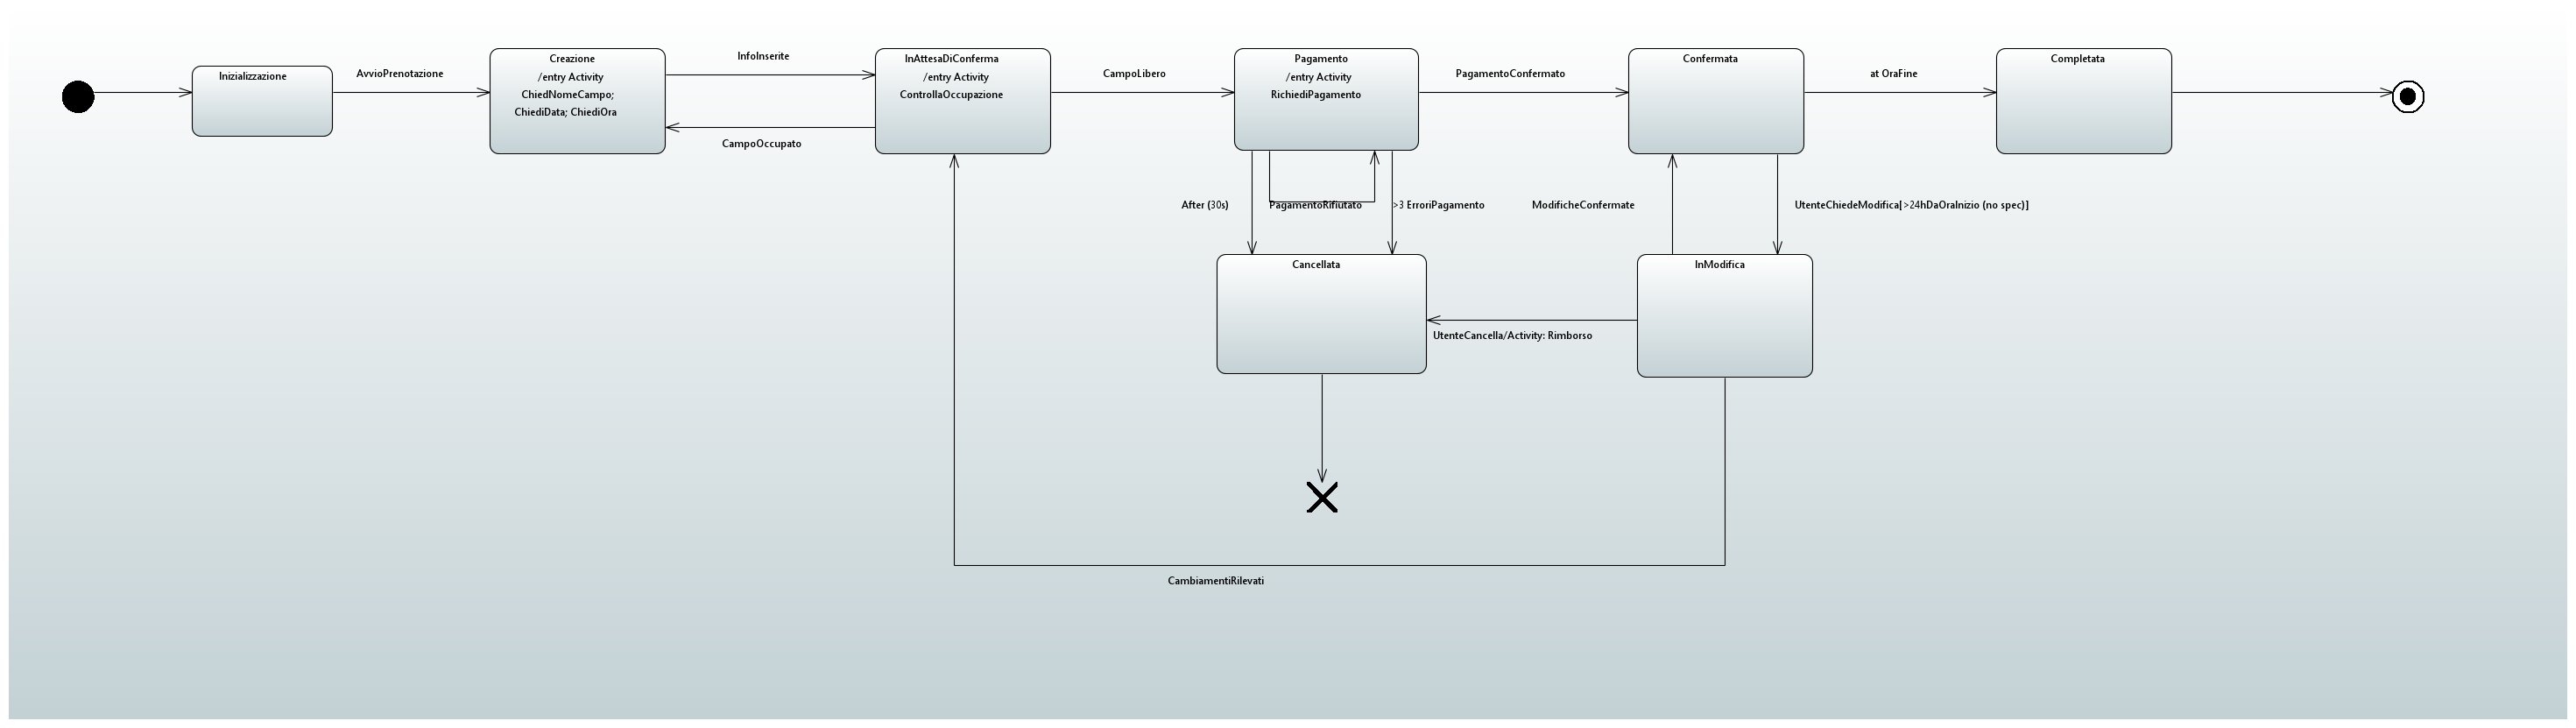 Inizializzazione
AvvioPrenotazione
Creazione
/entry Activity
ChiedNomeCampo;
ChiediData; ChiediOra
InfoInserite
CampoOccupato
InAttesaDiConferma
/entry Activity
ControllaOccupazione
CampoLibero
Pagamento
/entry Activity
RichiediPagamento
PagamentoConfermato
Confermata
at OraFine
Completata
After (30s)
PagamentoRifiutato
>3 ErroriPagamento
ModificheConfermate
UtenteChiedeModifica[>24hDaOraInizio (no spec)]
Cancellata
InModifica
UtenteCancella/Activity: Rimborso
CambiamentiRilevati